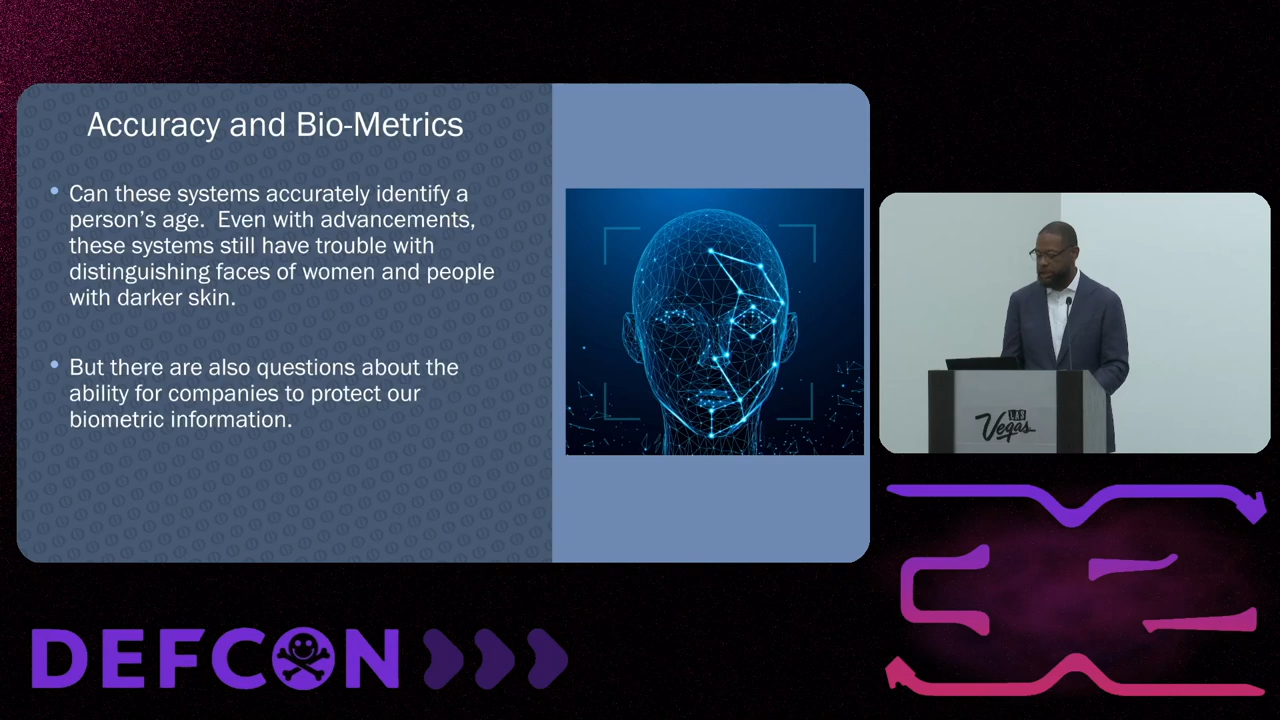 Accuracy and Bio-Metrics
• Can these systems accurately identify a
person's age.  Even with advancements,
these systems still have trouble with
distinguishing faces of women and people
with darker skin.
• But there are also questions about the
ability for companies to protect our
biometric information.
LAS
Vegas
DEFCON